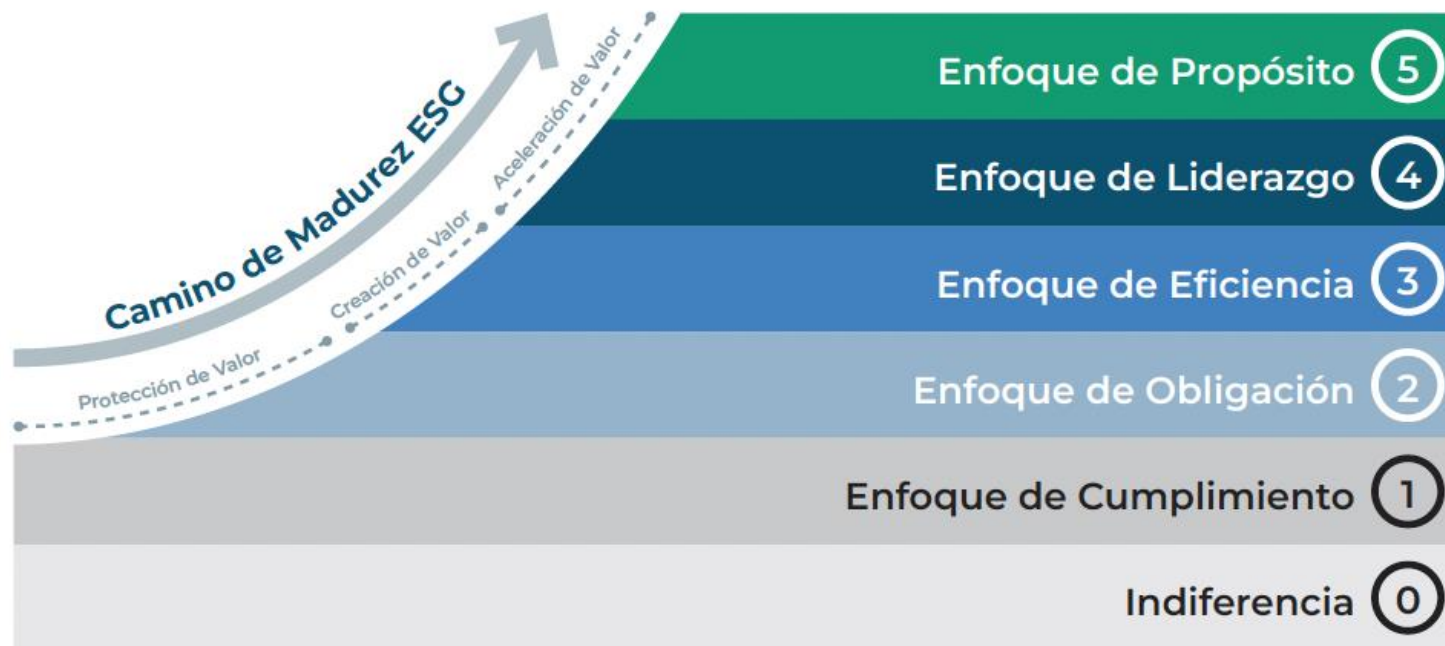 Camino de Madurez ESG
Protección de Valor
Creación de Valor
Aceleración de Valor
Enfoque de Propósito 5
Enfoque de Liderazgo 4
Enfoque de Eficiencia 3
Enfoque de Obligación 2
Enfoque de Cumplimiento 1
Indiferencia 0